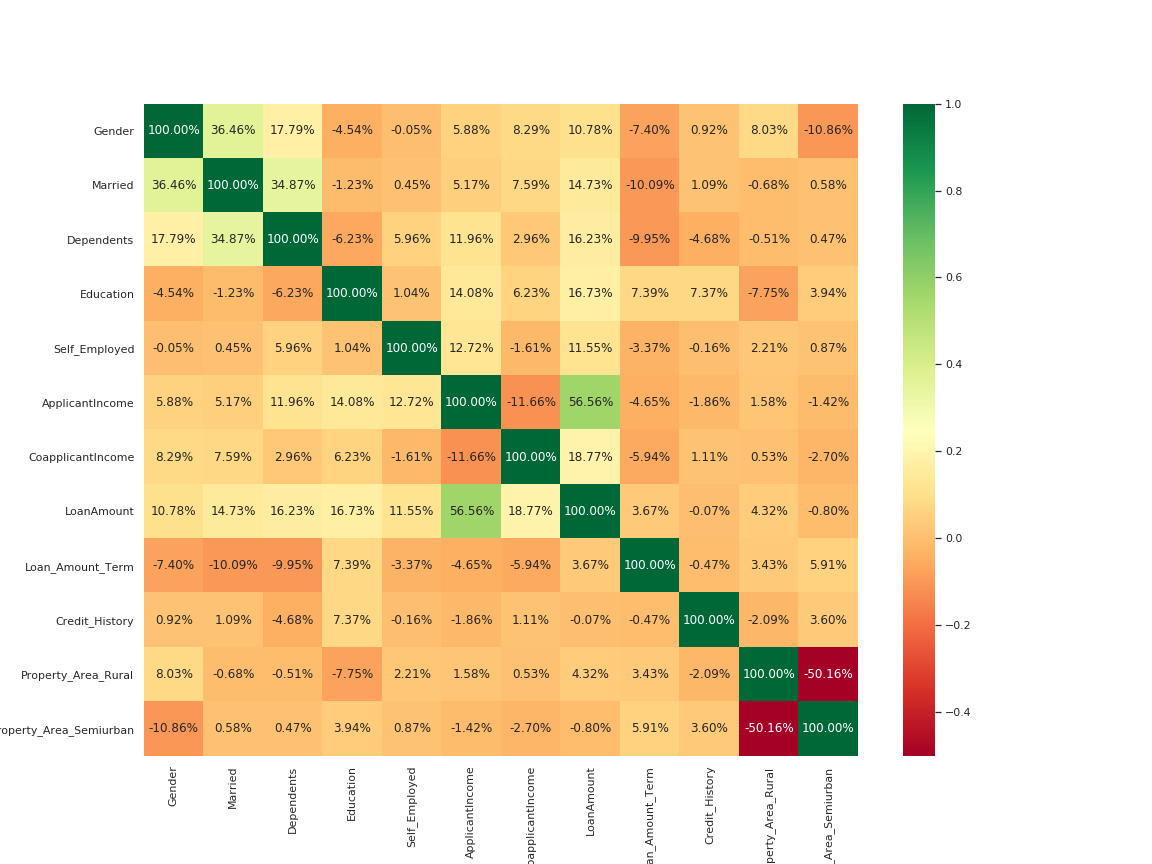 Gender 100.00% 36.46% 17.79% -4.54% -0.05% 5.88% 8.29% 10.78% -7.40% 0.92% 8.03% -10.86%
Married 36.46% 100.00% 34.87% -1.23% 0.45% 5.17% 7.59% 14.73% -10.09% 1.09% -0.68% 0.58%
Dependents 17.79% 34.87% 100.00% -6.23% 5.96% 11.96% 2.96% 16.23% -9.95% -4.68% -0.51% 0.47%
Education -4.54% -1.23% -6.23% 100.00% 1.04% 14.08% 6.23% 16.73% 7.39% 7.37% -7.75% 3.94%
Self_Employed -0.05% 0.45% 5.96% 1.04% 100.00% 12.72% -1.61% 11.55% -3.37% -0.16% 2.21% 0.87%
ApplicantIncome 5.88% 5.17% 11.96% 14.08% 12.72% 100.00% -11.66% 56.56% -4.65% -1.86% 1.58% -1.42%
CoapplicantIncome 8.29% 7.59% 2.96% 6.23% -1.61% -11.66% 100.00% 18.77% -5.94% 1.11% 0.53% -2.70%
LoanAmount 10.78% 14.73% 16.23% 16.73% 11.55% 56.56% 18.77% 100.00% 3.67% -0.07% 4.32% -0.80%
Loan_Amount_Term -7.40% -10.09% -9.95% 7.39% -3.37% -4.65% -5.94% 3.67% 100.00% -0.47% 3.43% 5.91%
Credit_History 0.92% 1.09% -4.68% 7.37% -0.16% -1.86% 1.11% -0.07% -0.47% 100.00% -2.09% 3.60%
Property_Area_Rural 8.03% -0.68% -0.51% -7.75% 2.21% 1.58% 0.53% 4.32% 3.43% -2.09% 100.00% -50.16%
roperty_Area_Semiurban -10.86% 0.58% 0.47% 3.94% 0.87% -1.42% -2.70% -0.80% 5.91% 3.60% -50.16% 100.00%
Gender
Married
Dependents
Education
Self_Employed
ApplicantIncome
oapplicantIncome
LoanAmount
an_Amount_Term
Credit_History
perty_Area_Rural
_Area_Semiurban
1.0
0.8
0.6
0.4
0.2
0.0
−0.2
−0.4